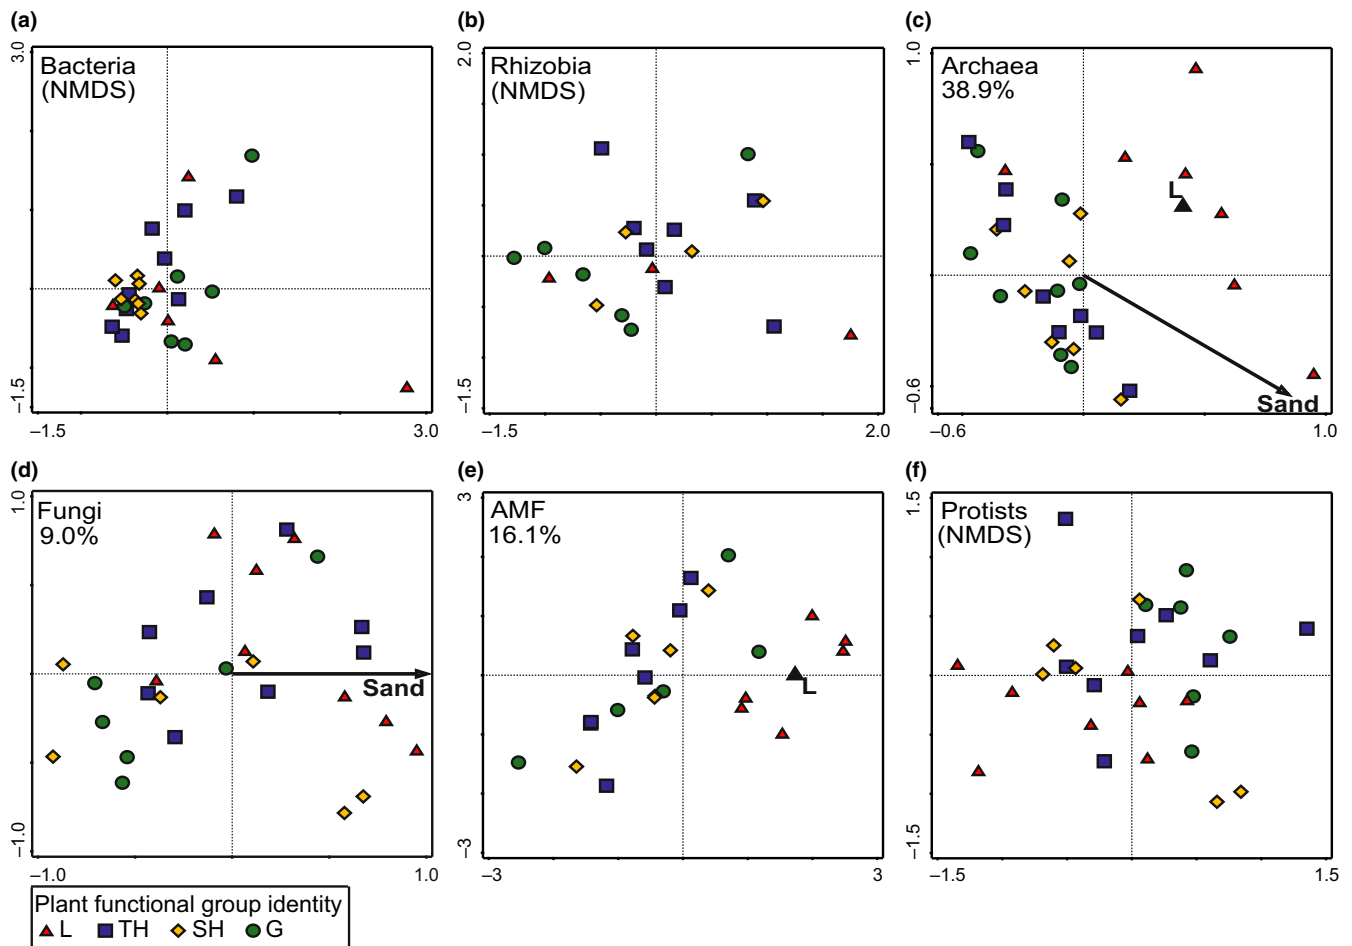 (a)
3.0
Bacteria
(NMDS)
−1.5
−1.5
3.0
(b)
2.0
Rhizobia
(NMDS)
−1.5
−1.5
2.0
(c)
1.0
Archaea
38.9%
L
Sand
−0.6
−0.6
1.0
(d)
1.0
Fungi
9.0%
Sand
−1.0
−1.0
1.0
(e)
3
AMF
16.1%
L
−3
−3
3
(f)
1.5
Protists
(NMDS)
−1.5
−1.5
1.5
Plant functional group identity
L TH SH G